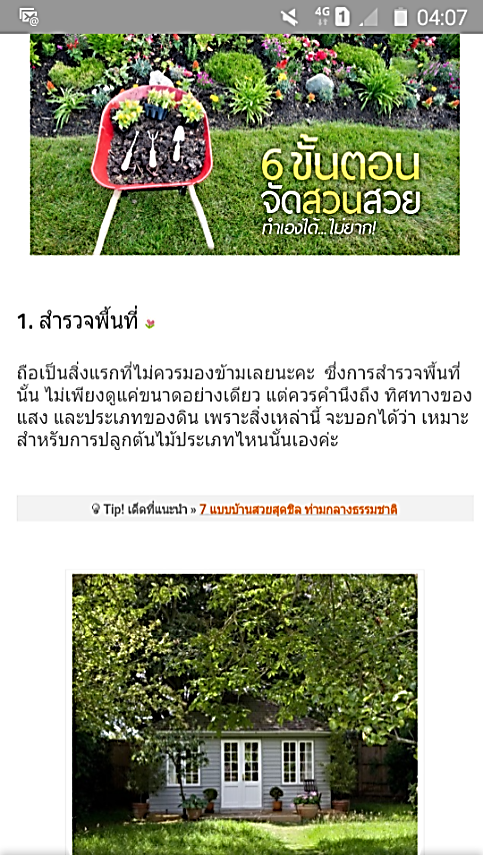 4G 1 04:07
6 ขั้นตอน
จัดสวนสวย
ทำเองได้...ไม่ยาก!
1. สำรวจพื้นที่
ถือเป็นสิ่งแรกที่ไม่ควรมองข้ามเลยนะคะ ซึ่งการสำรวจพื้นที่
นั้น ไม่เพียงดูแค่ขนาดอย่างเดียว แต่ควรคำนึงถึง ทิศทางของ
แสง และประเภทของดิน เพราะสิ่งเหล่านี้ จะบอกได้ว่า เหมาะ
สำหรับการปลูกต้นไม้ประเภทไหนนั้นเองค่ะ
Tip! เด็ดที่แนะนำ » 7 แบบบ้านสวยสุดชิล ท่ามกลางธรรมชาติ